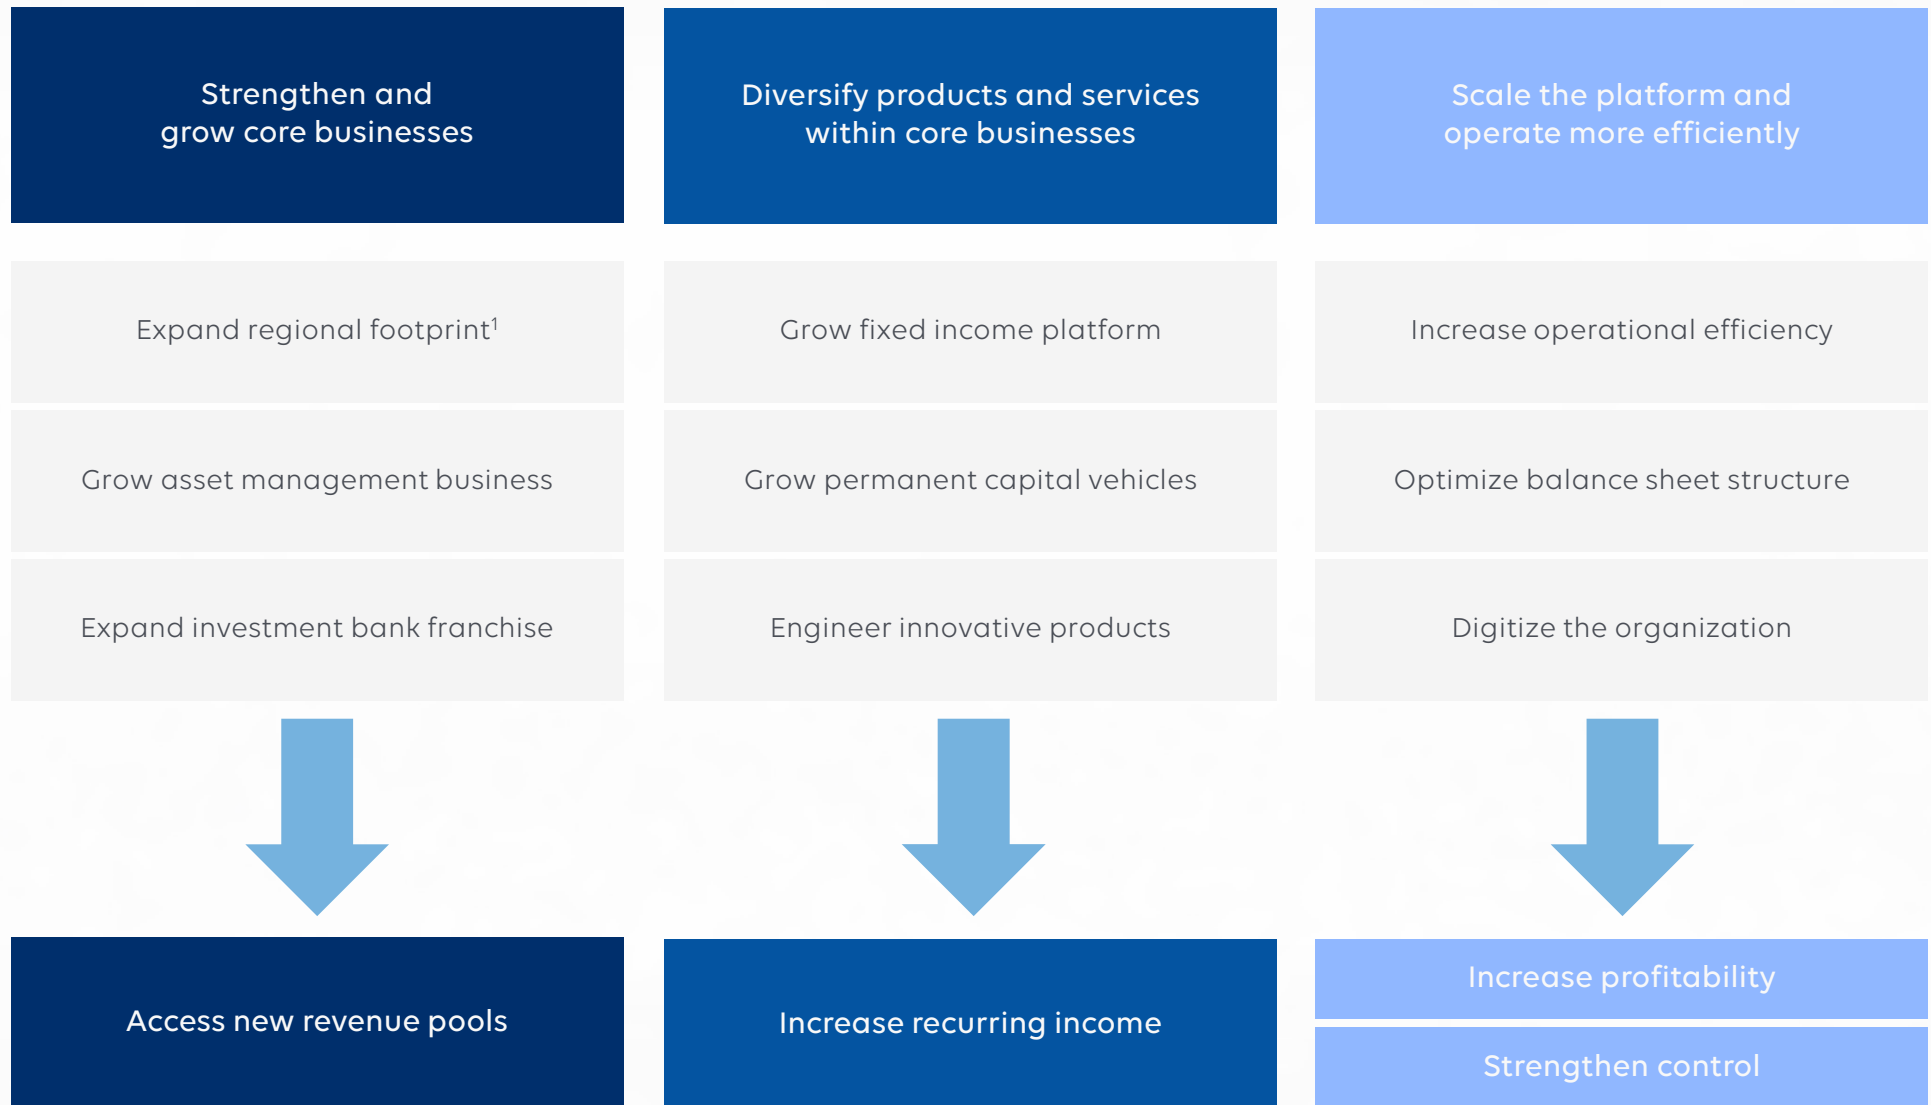 Strengthen and
grow core businesses
Expand regional footprint¹
Grow asset management business
Expand investment bank franchise
Access new revenue pools
Diversify products and services
within core businesses
Grow fixed income platform
Grow permanent capital vehicles
Engineer innovative products
Increase recurring income
Scale the platform and
operate more efficiently
Increase operational efficiency
Optimize balance sheet structure
Digitize the organization
Increase profitability
Strengthen control